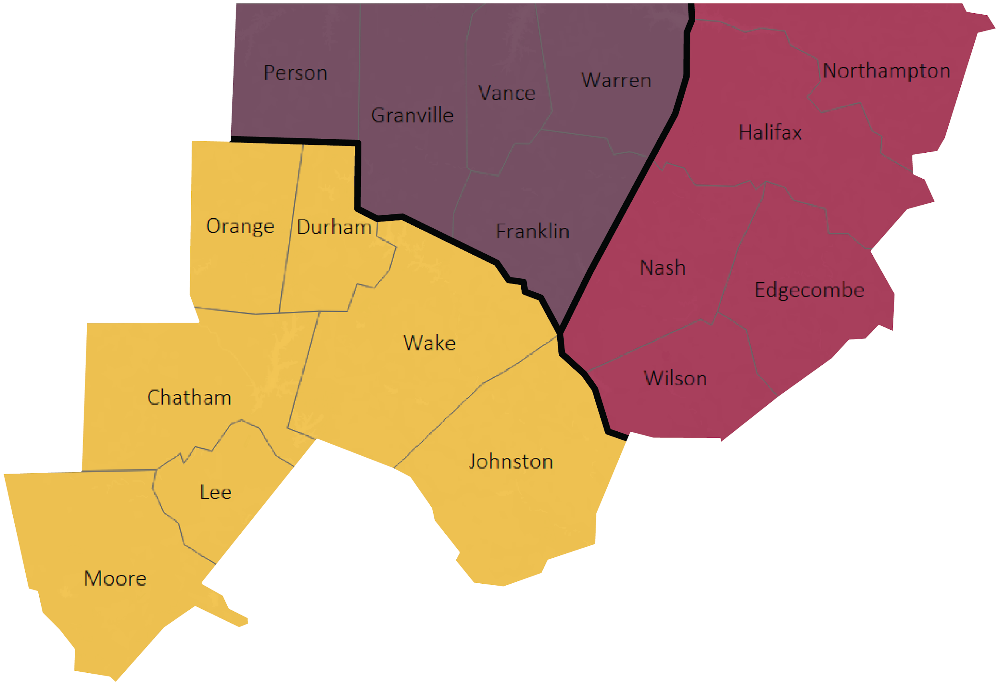 Person
Northampton
Warren
Vance
Granville
Halifax
Orange
Durham
Franklin
Nash
Edgecombe
Wake
Wilson
Chatham
Johnston
Lee
Moore